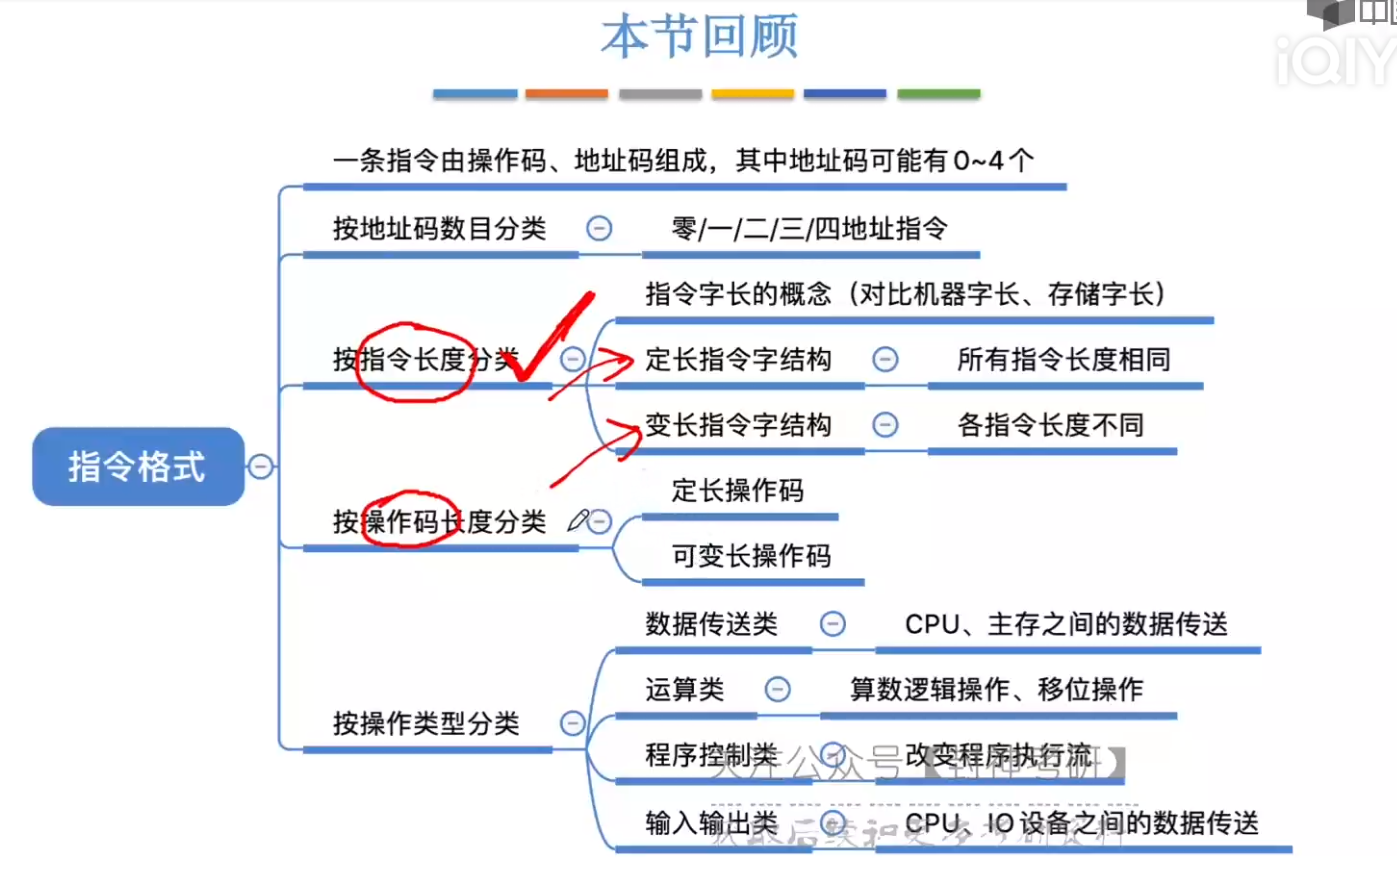 本节回顾
iQIY
一条指令由操作码、地址码组成，其中地址码可能有0~4个
按地址码数目分类 零/一/二/三/四地址指令
指令字长的概念（对比机器字长、存储字长）
按指令长度分类 定长指令字结构 所有指令长度相同
变长指令字结构 各指令长度不同
指令格式
定长操作码
按操作码长度分类
可变长操作码
数据传送类 CPU、主存之间的数据传送
运算类 算数逻辑操作、移位操作
按操作类型分类
程序控制类 改变程序执行流
关注公众号【封神考研】
输入输出类 CPU、IO设备之间的数据传送